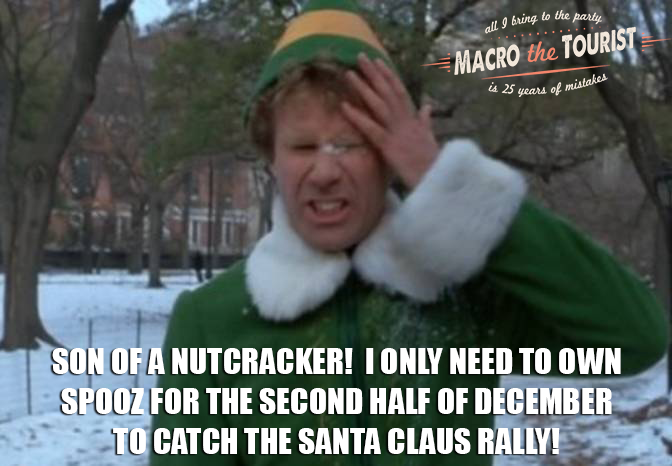 all I bring to the party
MACRO the TOURIST
is 25 years of mistakes
SON OF A NUTCRACKER! I ONLY NEED TO OWN
SPOOZ FOR THE SECOND HALF OF DECEMBER
TO CATCH THE SANTA CLAUS RALLY!